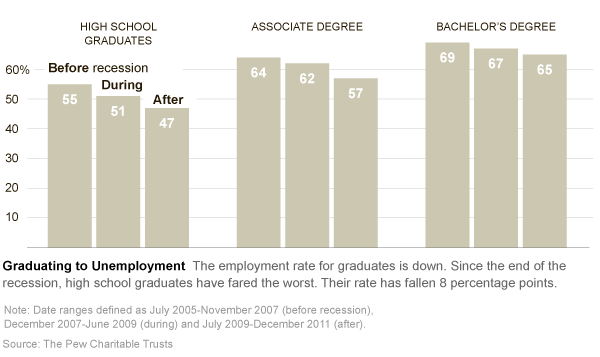 HIGH SCHOOL
GRADUATES
ASSOCIATE DEGREE
BACHELOR'S DEGREE
60%
50
40
30
20
10
Before recession
During
After
55
51
47
64
62
57
69
67
65
Graduating to Unemployment The employment rate for graduates is down. Since the end of the
recession, high school graduates have fared the worst. Their rate has fallen 8 percentage points.
Note: Date ranges defined as July 2005-November 2007 (before recession),
December 2007-June 2009 (during) and July 2009-December 2011 (after).
Source: The Pew Charitable Trusts